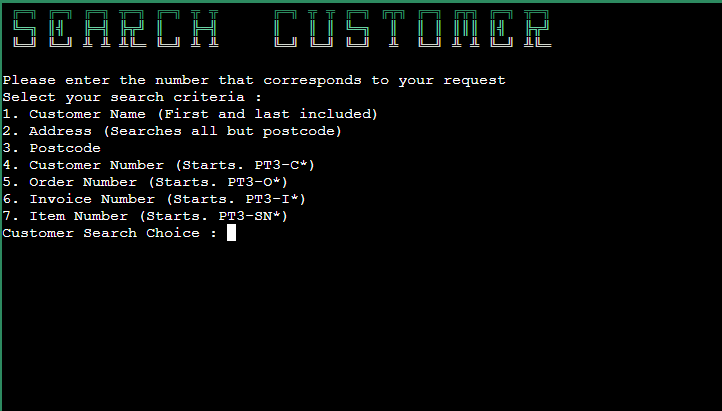 SEARCH CUSTOMER
Please enter the number that corresponds to your request
Select your search criteria :
1. Customer Name (First and last included)
2. Address (Searches all but postcode)
3. Postcode
4. Customer Number (Starts. PT3-C*)
5. Order Number (Starts. PT3-O*)
6. Invoice Number (Starts. PT3-I*)
7. Item Number (Starts. PT3-SN*)
Customer Search Choice :